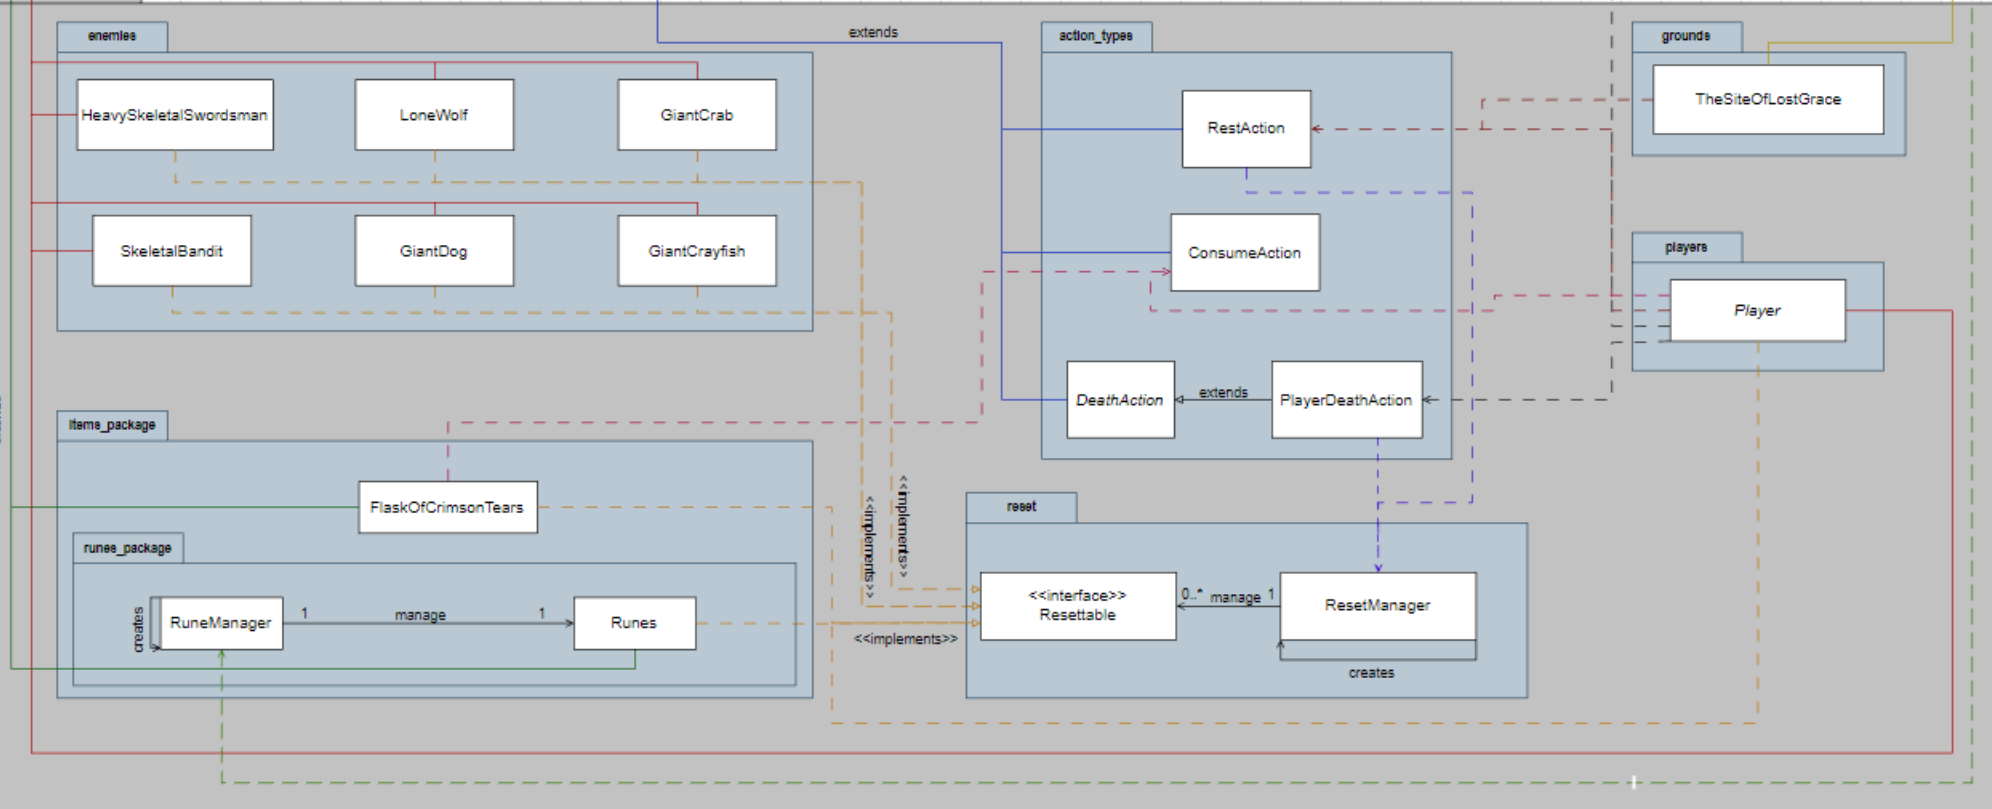 enemies
HeavySkeletalSwordsman
LoneWolf
GiantCrab
SkeletalBandit
GiantDog
GiantCrayfish
extends
action_types
RestAction
ConsumeAction
DeathAction
extends
PlayerDeathAction
grounds
TheSiteOfLostGrace
players
Player
items_package
FlaskOfCrimsonTears
runes_package
creates
RuneManager
1
manage
1
Runes
<<implements>>
<<implements>>
<<implements>>
reset
<<interface>>
Resettable
0..*
manage
1
ResetManager
creates